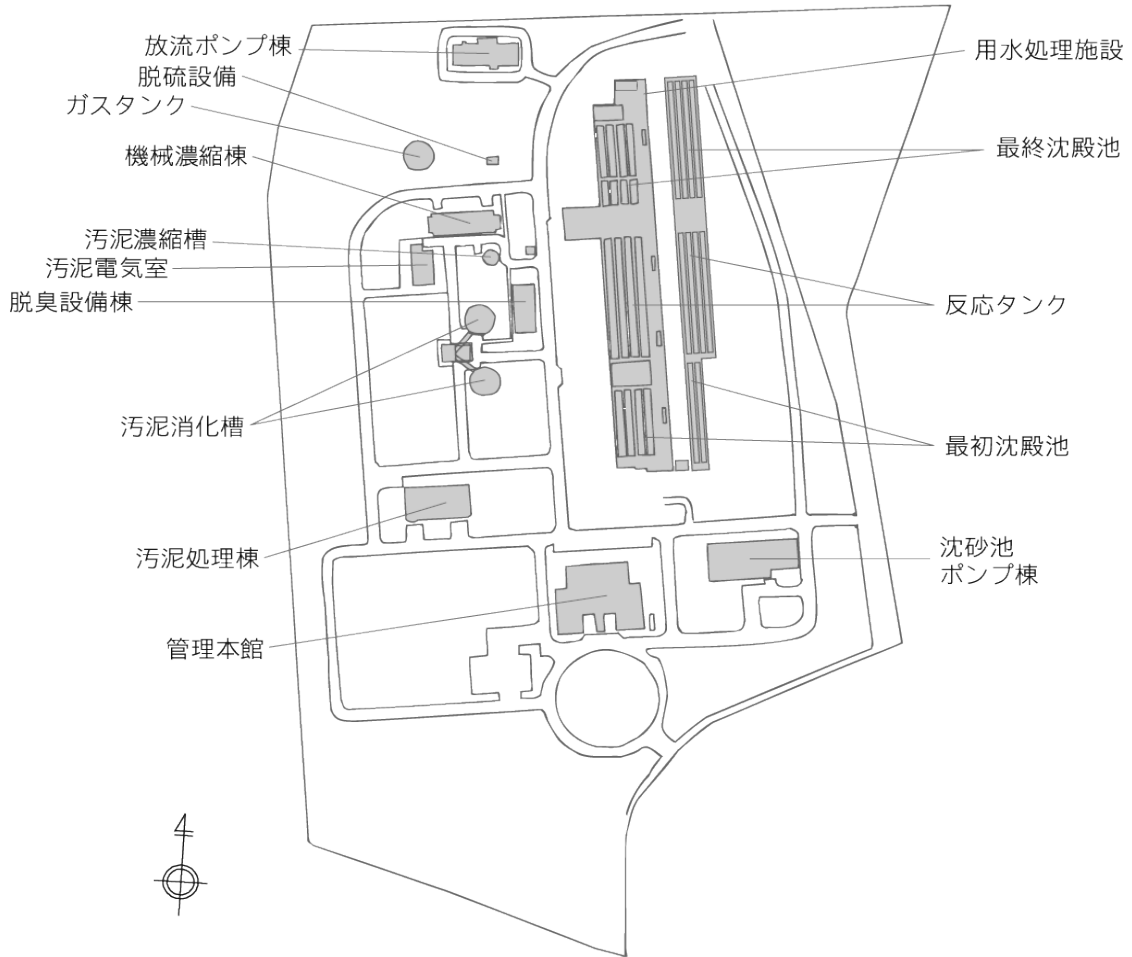 放流ポンプ棟
脱硫設備
ガスタンク
機械濃縮棟
汚泥濃縮槽
汚泥電気室
脱臭設備棟
汚泥消化槽
汚泥処理棟
管理本館
用水処理施設
最終沈殿池
反応タンク
最初沈殿池
沈砂池
ポンプ棟